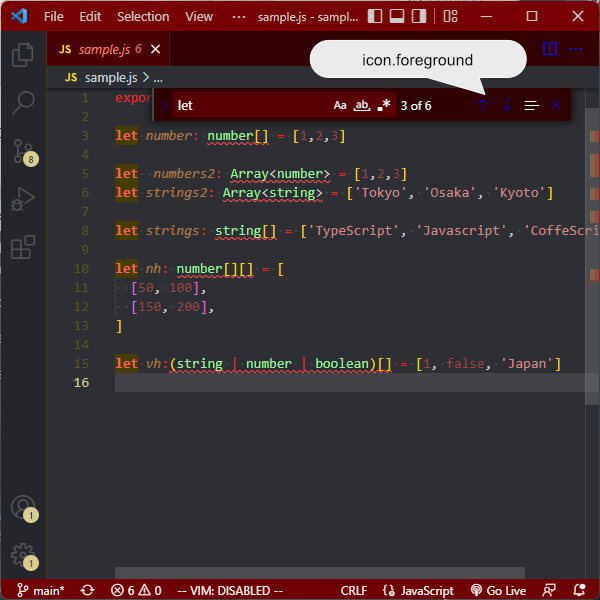 File Edit Selection View ··· sample.js - sampl...
JS sample.js 6 ×
icon.foreground
JS sample.js > ...
let Aa ab .* 3 of 6
1 expor
2
3 let number: number[] = [1,2,3]
4
5 let numbers2: Array<number> = [1,2,3]
6 let strings2: Array<string> = ['Tokyo', 'Osaka', 'Kyoto']
7
8 let strings: string[] = ['TypeScript', 'Javascript', 'CoffeScri
9
10 let nh: number[][] = [
11 [50, 100],
12 [150, 200],
13 ]
14
15 let vh:(string | number | boolean)[] = [1, false, 'Japan']
16
8
1
1
main* 6 0 -- VIM: DISABLED -- CRLF {} JavaScript Go Live